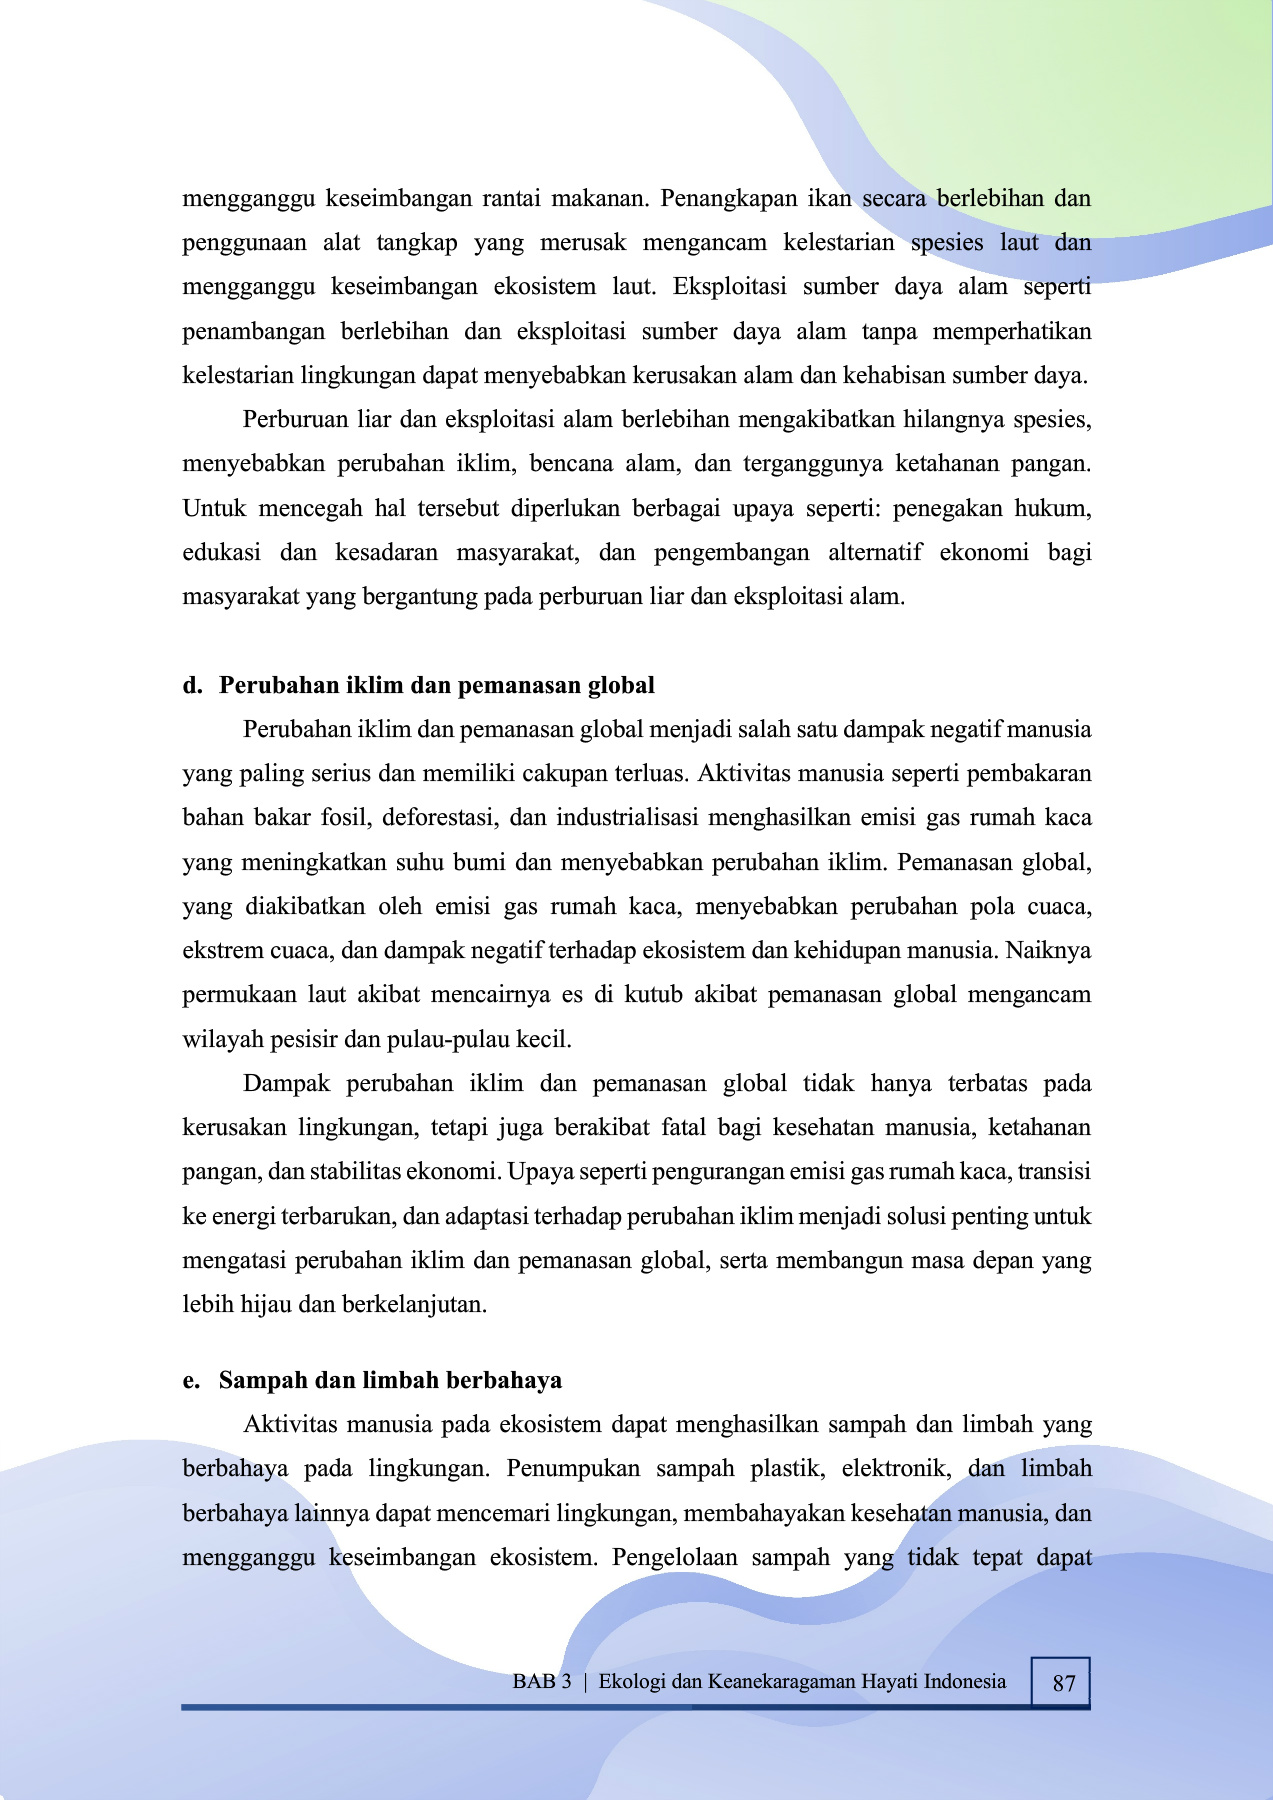 mengganggu keseimbangan rantai makanan. Penangkapan ikan secara berlebihan dan
penggunaan alat tangkap yang merusak mengancam kelestarian spesies laut dan
mengganggu keseimbangan ekosistem laut. Eksploitasi sumber daya alam seperti
penambangan berlebihan dan eksploitasi sumber daya alam tanpa memperhatikan
kelestarian lingkungan dapat menyebabkan kerusakan alam dan kehabisan sumber daya.
Perburuan liar dan eksploitasi alam berlebihan mengakibatkan hilangnya spesies,
menyebabkan perubahan iklim, bencana alam, dan terganggunya ketahanan pangan.
Untuk mencegah hal tersebut diperlukan berbagai upaya seperti: penegakan hukum,
edukasi dan kesadaran masyarakat, dan pengembangan alternatif ekonomi bagi
masyarakat yang bergantung pada perburuan liar dan eksploitasi alam.
d. Perubahan iklim dan pemanasan global
Perubahan iklim dan pemanasan global menjadi salah satu dampak negatif manusia
yang paling serius dan memiliki cakupan terluas. Aktivitas manusia seperti pembakaran
bahan bakar fosil, deforestasi, dan industrialisasi menghasilkan emisi gas rumah kaca
yang meningkatkan suhu bumi dan menyebabkan perubahan iklim. Pemanasan global,
yang diakibatkan oleh emisi gas rumah kaca, menyebabkan perubahan pola cuaca,
ekstrem cuaca, dan dampak negatif terhadap ekosistem dan kehidupan manusia. Naiknya
permukaan laut akibat mencairnya es di kutub akibat pemanasan global mengancam
wilayah pesisir dan pulau-pulau kecil.
Dampak perubahan iklim dan pemanasan global tidak hanya terbatas pada
kerusakan lingkungan, tetapi juga berakibat fatal bagi kesehatan manusia, ketahanan
pangan, dan stabilitas ekonomi. Upaya seperti pengurangan emisi gas rumah kaca, transisi
ke energi terbarukan, dan adaptasi terhadap perubahan iklim menjadi solusi penting untuk
mengatasi perubahan iklim dan pemanasan global, serta membangun masa depan yang
lebih hijau dan berkelanjutan.
e. Sampah dan limbah berbahaya
Aktivitas manusia pada ekosistem dapat menghasilkan sampah dan limbah yang
berbahaya pada lingkungan. Penumpukan sampah plastik, elektronik, dan limbah
berbahaya lainnya dapat mencemari lingkungan, membahayakan kesehatan manusia, dan
mengganggu keseimbangan ekosistem. Pengelolaan sampah yang tidak tepat dapat
BAB 3 | Ekologi dan Keanekaragaman Hayati Indonesia 87